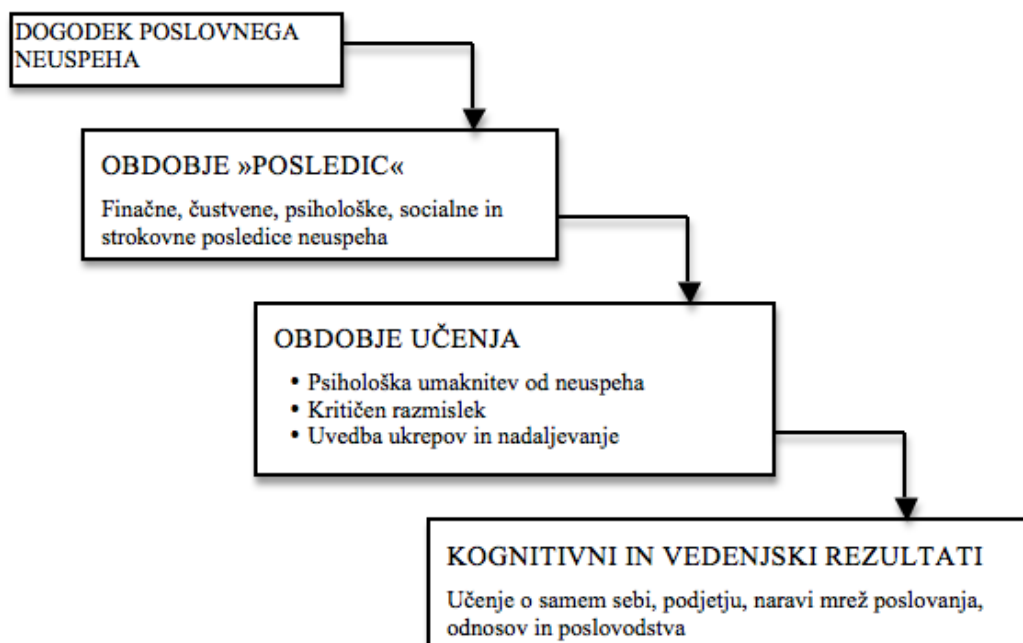 DOGODEK POSLOVNEGA
NEUSPEHA
OBDOBJE »POSLEDIC«
Finačne, čustvene, psihološke, socialne in
strokovne posledice neuspeha
OBDOBJE UČENJA
• Psihološka umaknitev od neuspeha
• Kritičen razmislek
• Uvedba ukrepov in nadaljevanje
KOGNITIVNI IN VEDENJSKI REZULTATI
Učenje o samem sebi, podjetju, naravi mrež poslovanja,
odnosov in poslovodstva